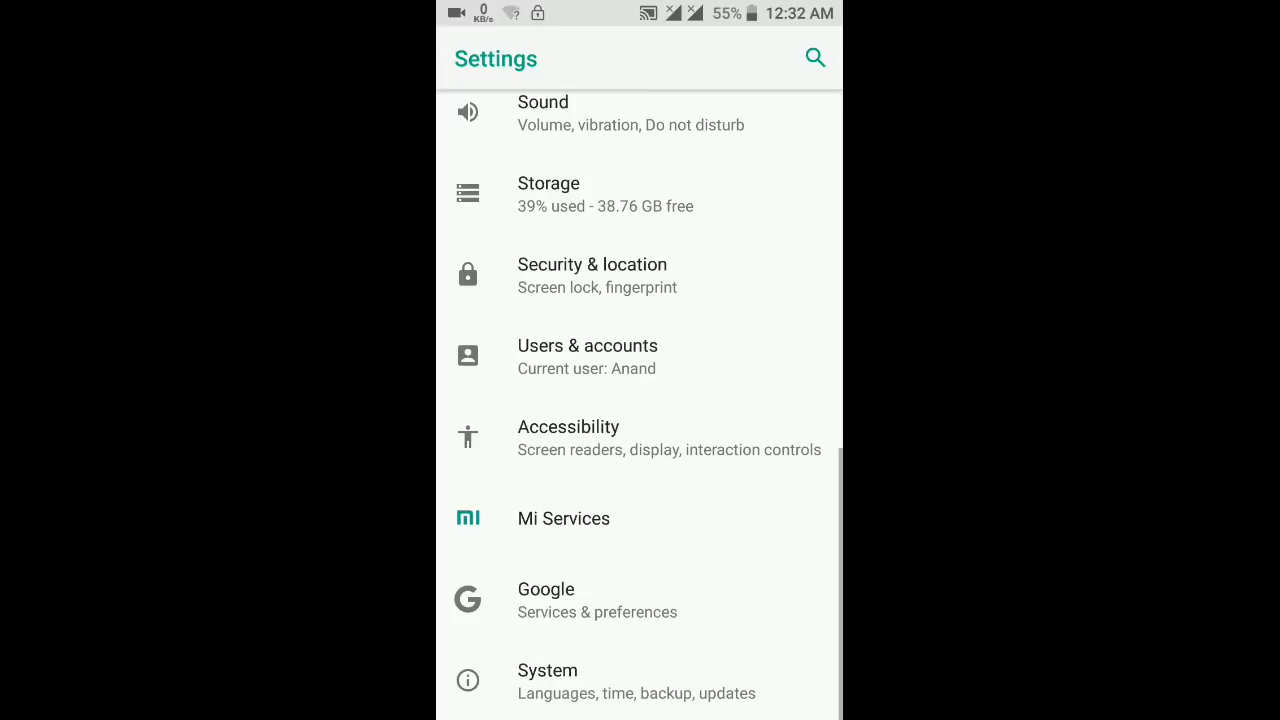 0 KB/s ? 55% 12:32 AM
Settings
Sound
Volume, vibration, Do not disturb
Storage
39% used - 38.76 GB free
Security & location
Screen lock, fingerprint
Users & accounts
Current user: Anand
Accessibility
Screen readers, display, interaction controls
MI Mi Services
G Google
Services & preferences
System
Languages, time, backup, updates